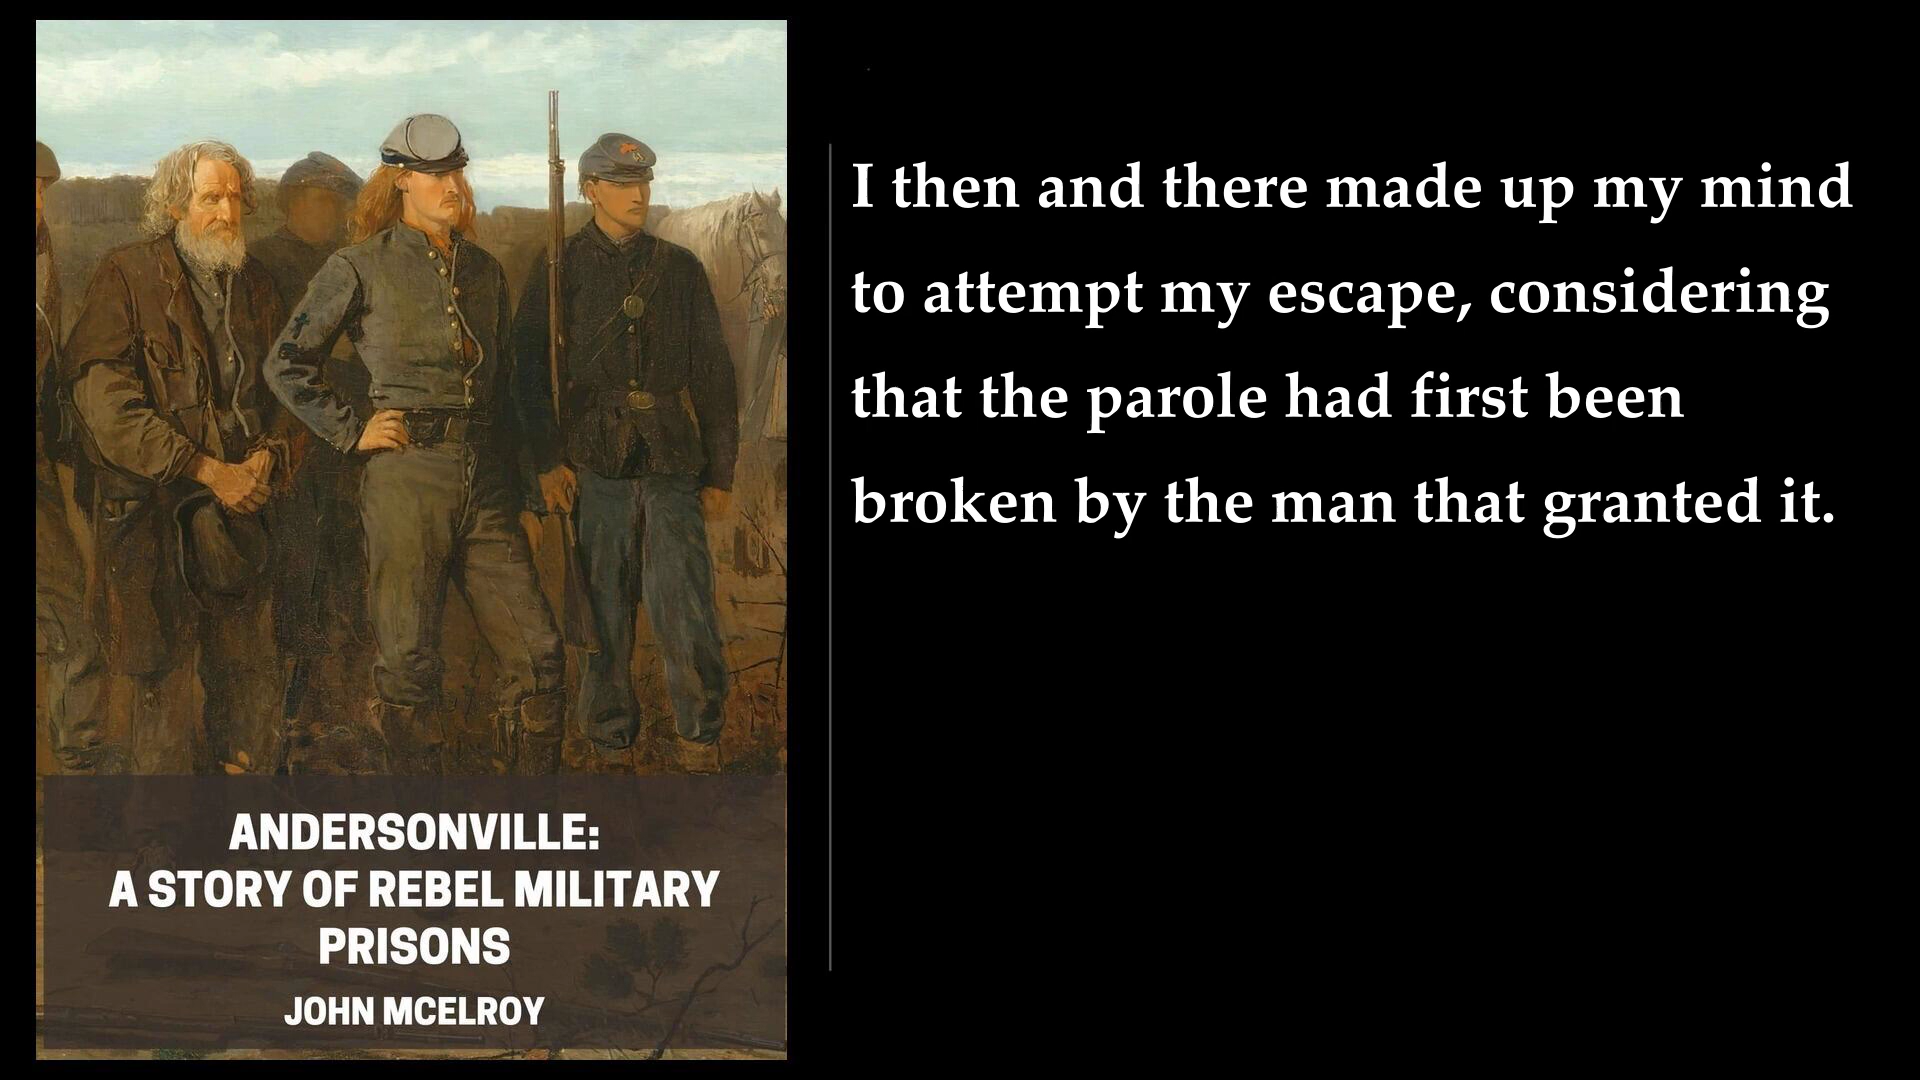 ANDERSONVILLE:
A STORY OF REBEL MILITARY
PRISONS
JOHN MCELROY
I then and there made up my mind
to attempt my escape, considering
that the parole had first been
broken by the man that granted it.